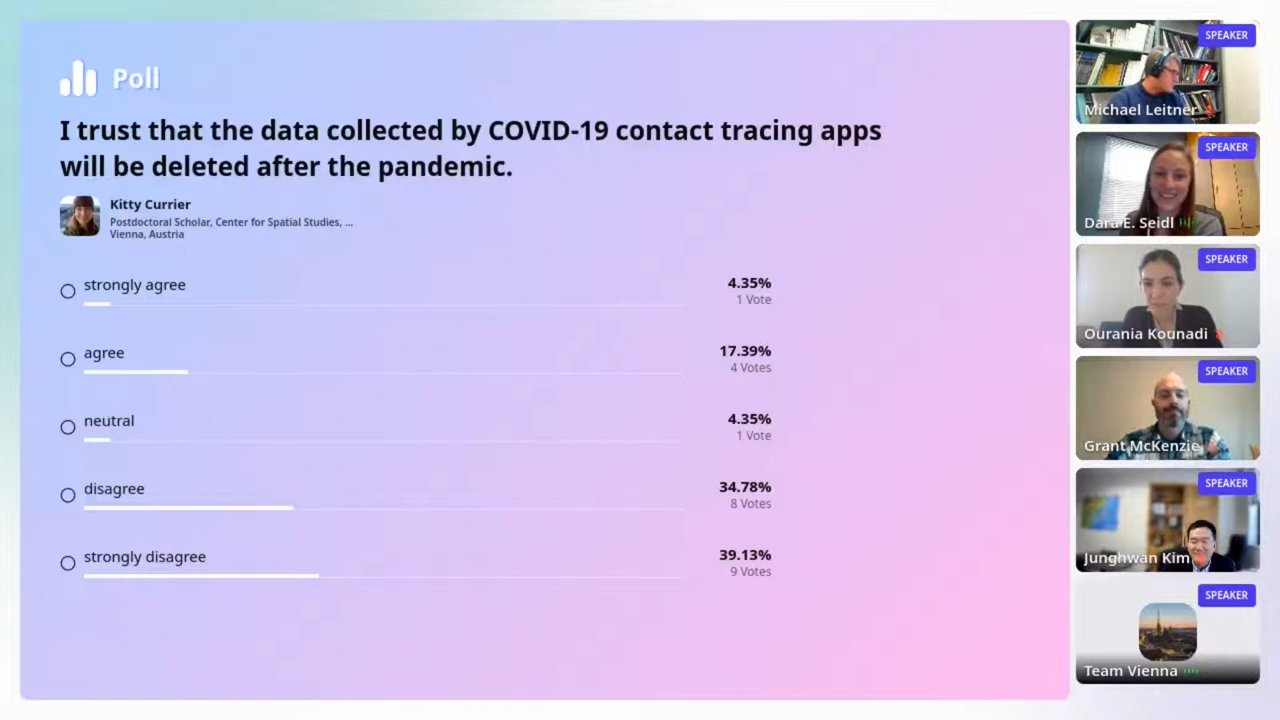 Poll
I trust that the data collected by COVID-19 contact tracing apps
will be deleted after the pandemic.
Kitty Currier
Postdoctoral Scholar, Center for Spatial Studies, ...
Vienna, Austria
strongly agree
4.35%
1 Vote
agree
17.39%
4 Votes
neutral
4.35%
1 Vote
disagree
34.78%
8 Votes
strongly disagree
39.13%
9 Votes
SPEAKER
Michael Leitner
SPEAKER
Dara E. Seidl
SPEAKER
Ourania Kounadi
SPEAKER
Grant McKenzie
SPEAKER
Junghwan Kim
SPEAKER
Team Vienna